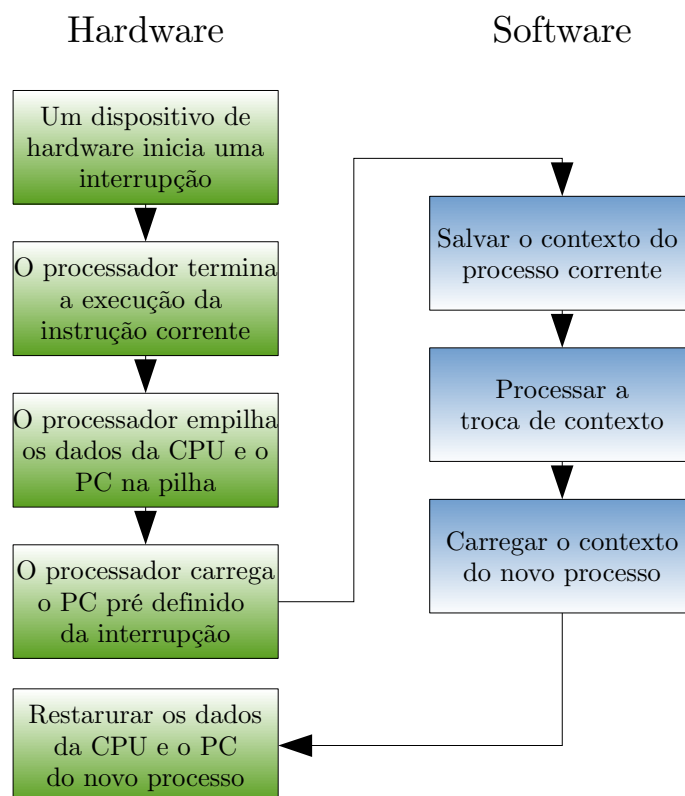 Hardware
Software
Um dispositivo de
hardware inicia uma
interrupção
O processador termina
a execução da
instrução corrente
O processador empilha
os dados da CPU e o
PC na pilha
O processador carrega
o PC pré definido
da interrupção
Salvar o contexto do
processo corrente
Processar a
troca de contexto
Carregar o contexto
do novo processo
Restarurar os dados
da CPU e o PC
do novo processo